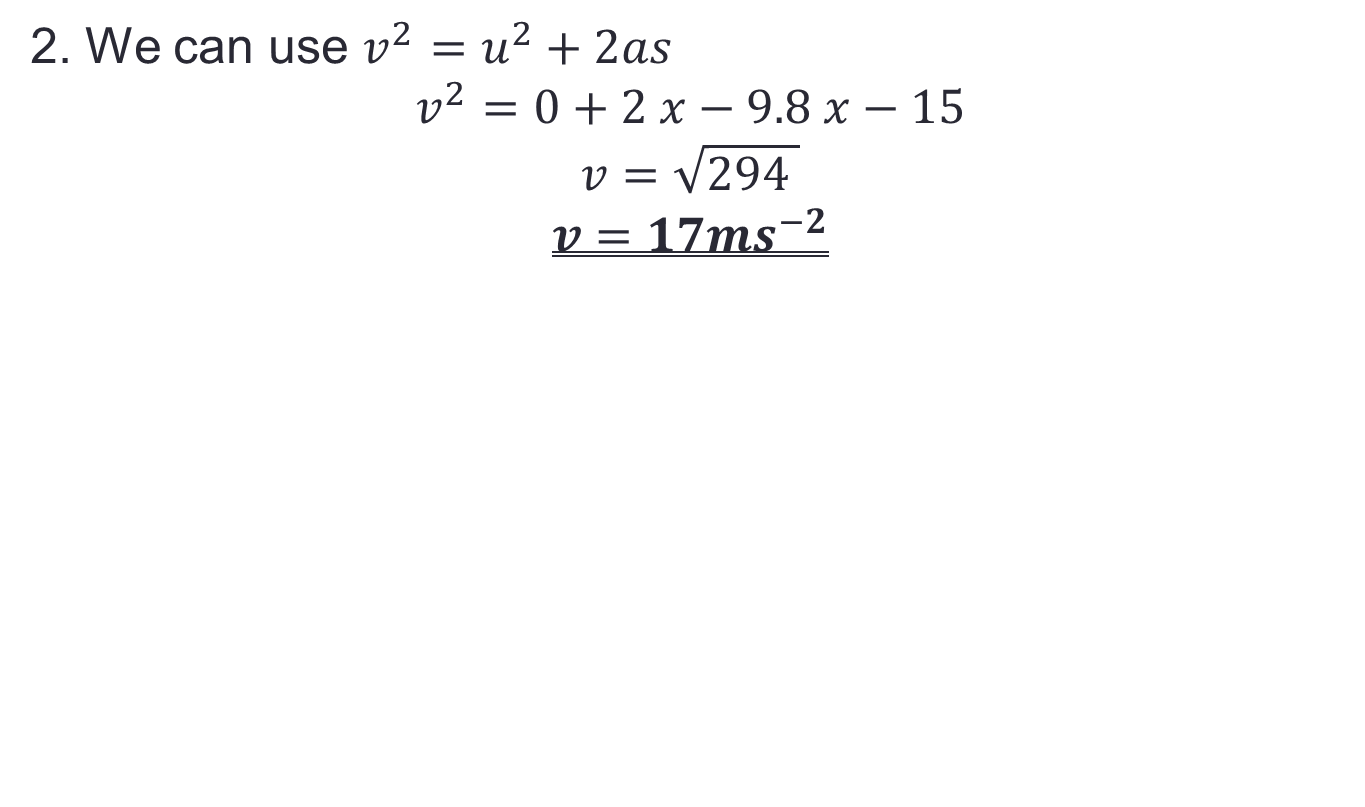 2. We can use 𝑣² = 𝑢² + 2𝑎𝑠
𝑣² = 0 + 2 𝑥 − 9.8 𝑥 − 15
𝑣 = √294
𝒗 = 𝟏𝟕𝒎𝒔⁻²